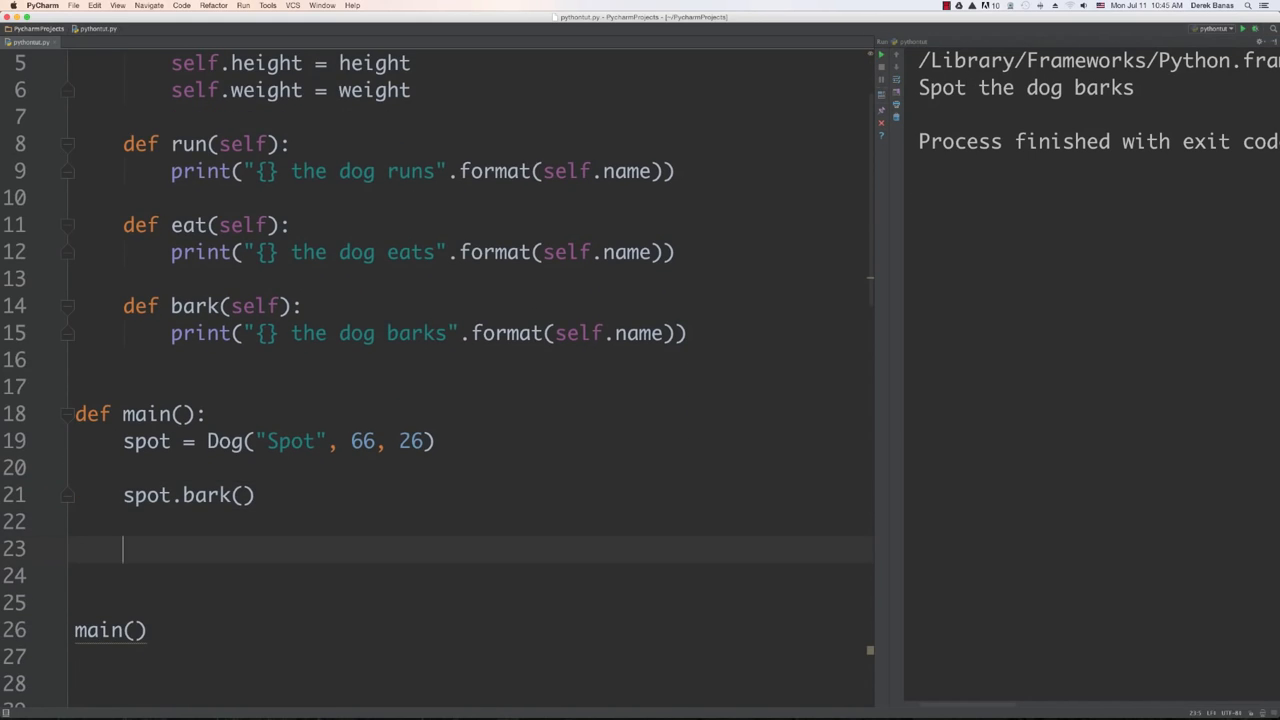 PyCharm File Edit View Navigate Code Refactor Run Tools VCS Window Help
10 Mon Jul 11 10:45 AM Derek Banas
pythontut.py - PycharmProjects - [~/PycharmProjects]
PycharmProjects pythontut.py pythontut
pythontut.py Run pythontut
5 self.height = height
6 self.weight = weight
7
8 def run(self):
9 print("{} the dog runs".format(self.name))
10
11 def eat(self):
12 print("{} the dog eats".format(self.name))
13
14 def bark(self):
15 print("{} the dog barks".format(self.name))
16
17
18 def main():
19 spot = Dog("Spot", 66, 26)
20
21 spot.bark()
22
23
24
25
26 main()
27
28
/Library/Frameworks/Python.fra
Spot the dog barks
Process finished with exit cod
23:5 LF UTF-8